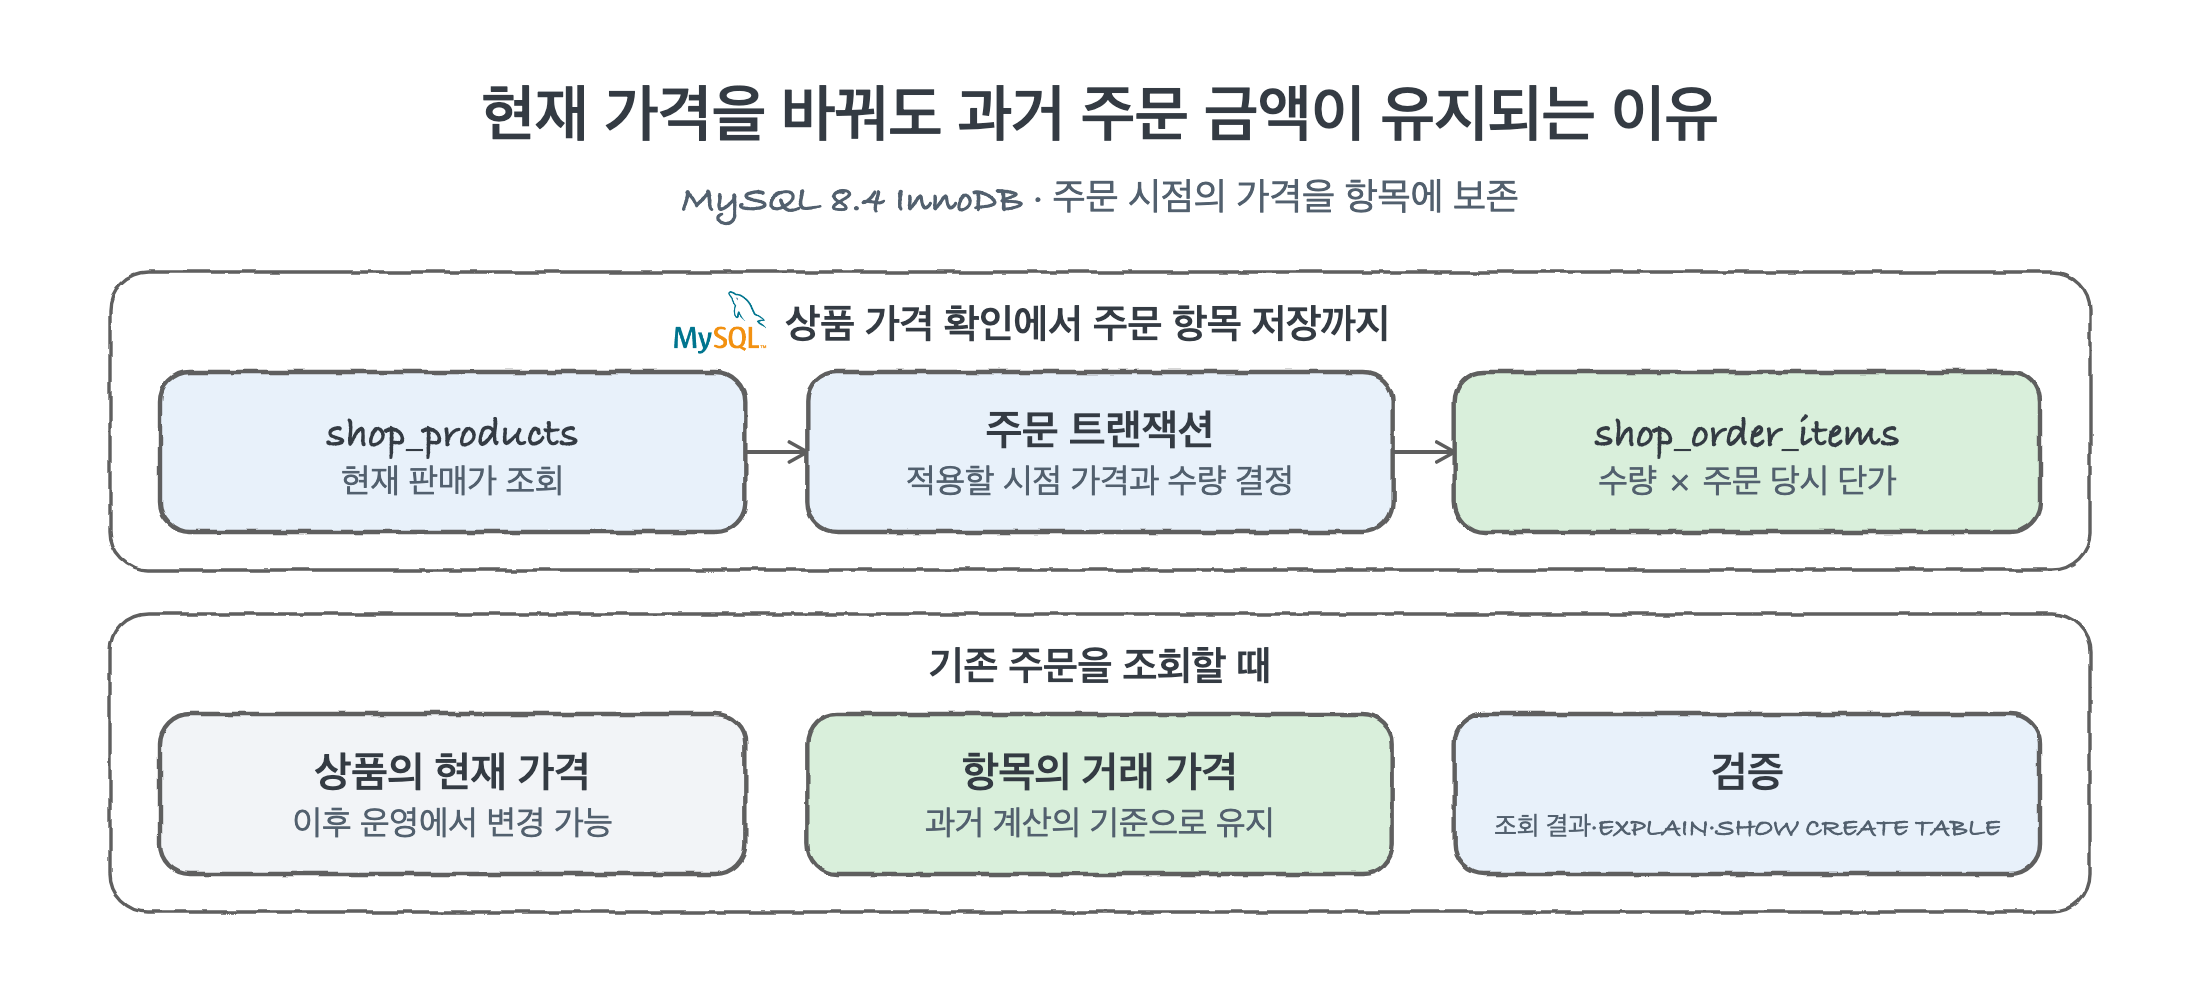 현재 가격을 바꿔도 과거 주문 금액이 유지되는 이유
MySQL 8.4 InnoDB · 주문 시점의 가격을 항목에 보존
MySQL™ 상품 가격 확인에서 주문 항목 저장까지
shop_products
현재 판매가 조회
주문 트랜잭션
적용할 시점 가격과 수량 결정
shop_order_items
수량 × 주문 당시 단가
기존 주문을 조회할 때
상품의 현재 가격
이후 운영에서 변경 가능
항목의 거래 가격
과거 계산의 기준으로 유지
검증
조회 결과·EXPLAIN·SHOW CREATE TABLE